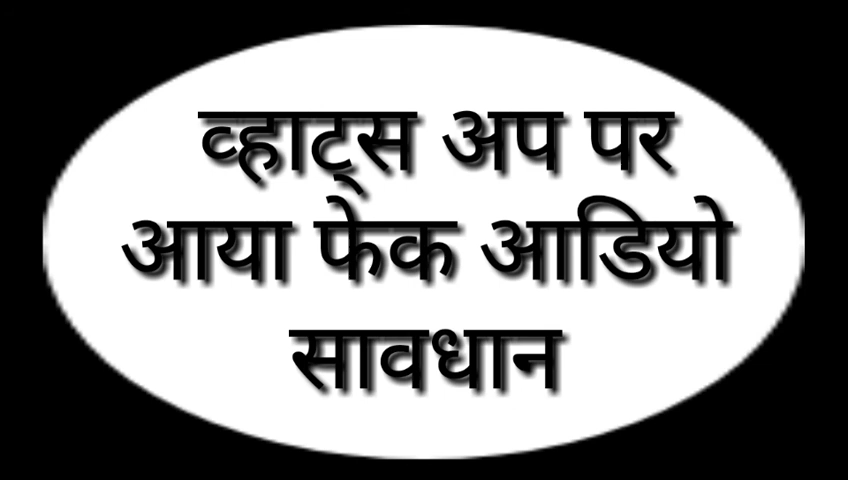 व्हाट्स अप पर
आया फेक आडियो
सावधान